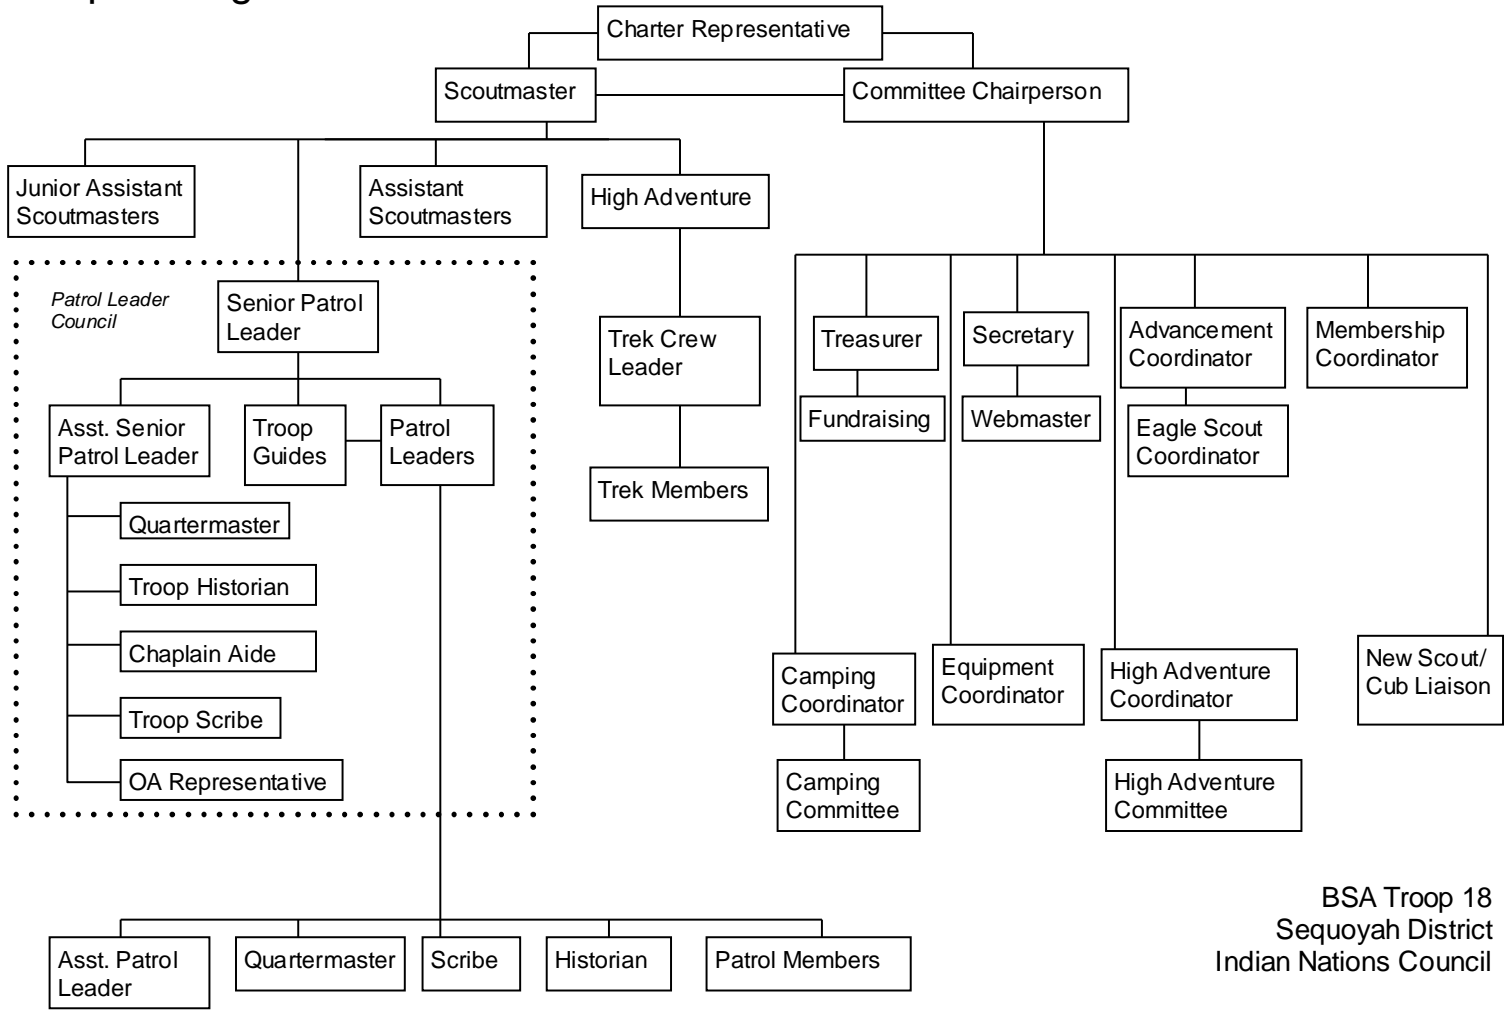 Charter Representative
Scoutmaster
Committee Chairperson
Junior Assistant
Scoutmasters
Assistant
Scoutmasters
High Adventure
Patrol Leader
Council
Senior Patrol
Leader
Trek Crew
Leader
Treasurer
Secretary
Advancement
Coordinator
Membership
Coordinator
Fundraising
Webmaster
Eagle Scout
Coordinator
Asst. Senior
Patrol Leader
Troop
Guides
Patrol
Leaders
Trek Members
Quartermaster
Troop Historian
Chaplain Aide
Troop Scribe
OA Representative
Camping
Coordinator
Equipment
Coordinator
High Adventure
Coordinator
New Scout/
Cub Liaison
Camping
Committee
High Adventure
Committee
Asst. Patrol
Leader
Quartermaster
Scribe
Historian
Patrol Members
BSA Troop 18
Sequoyah District
Indian Nations Council